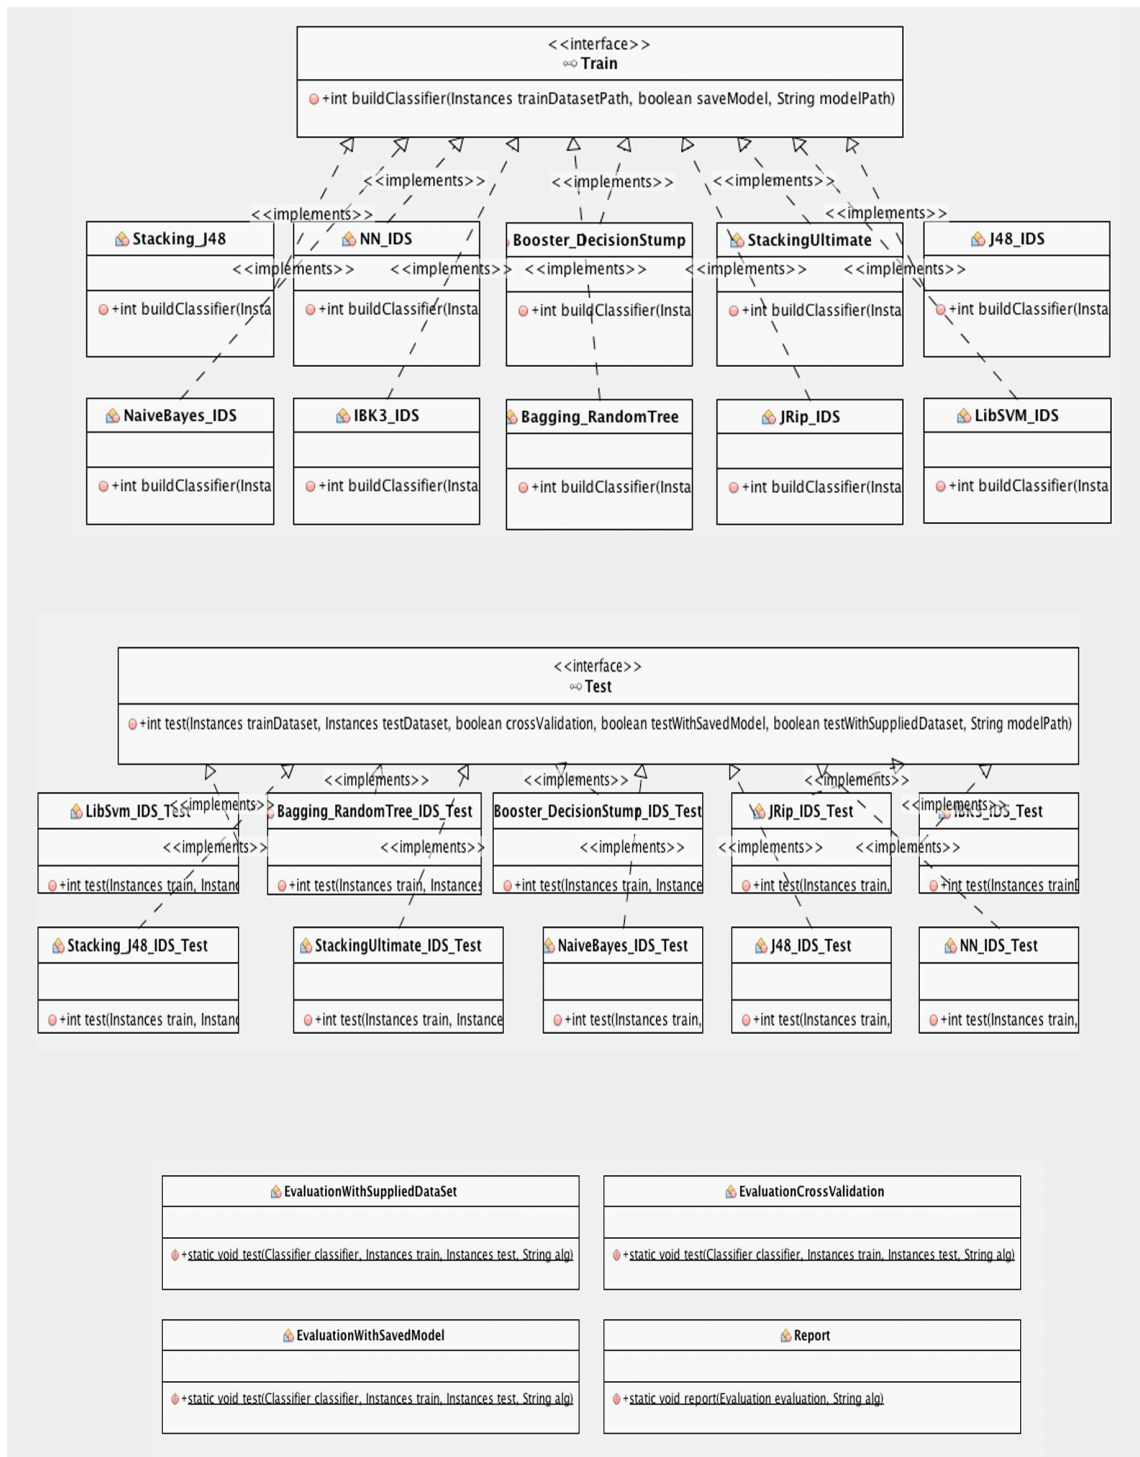 <<interface>>
Train
+int buildClassifier(Instances trainDatasetPath, boolean saveModel, String modelPath)
<<implements>>
<<implements>>
<<implements>>
<<implements>>
<<implements>>
Stacking_J48
NN_IDS
Booster_DecisionStump
StackingUltimate
J48_IDS
<<implements>>
<<implements>>
<<implements>>
<<implements>>
<<implements>>
+int buildClassifier(Insta
+int buildClassifier(Insta
+int buildClassifier(Insta
+int buildClassifier(Insta
+int buildClassifier(Insta
NaiveBayes_IDS
IBK3_IDS
Bagging_RandomTree
JRip_IDS
LibSVM_IDS
+int buildClassifier(Insta
+int buildClassifier(Insta
+int buildClassifier(Insta
+int buildClassifier(Insta
+int buildClassifier(Insta
<<interface>>
Test
+int test(Instances trainDataset, Instances testDataset, boolean crossValidation, boolean testWithSavedModel, boolean testWithSuppliedDataset, String modelPath)
<<implements>>
<<implements>>
<<implements>>
<<implements>>
<<implements>>
LibSvm_IDS_Test
Bagging_RandomTree_IDS_Test
Booster_DecisionStump_IDS_Test
JRip_IDS_Test
IBK3_IDS_Test
<<implements>>
<<implements>>
<<implements>>
<<implements>>
<<implements>>
+int test(Instances train, Instanc
+int test(Instances train, Instances
+int test(Instances train, Instance
+int test(Instances train,
+int test(Instances trainD
Stacking_J48_IDS_Test
StackingUltimate_IDS_Test
NaiveBayes_IDS_Test
J48_IDS_Test
NN_IDS_Test
+int test(Instances train, Instanc
+int test(Instances train, Instance
+int test(Instances train,
+int test(Instances train,
+int test(Instances train,
EvaluationWithSuppliedDataSet
EvaluationCrossValidation
+static void test(Classifier classifier, Instances train, Instances test, String alg)
+static void test(Classifier classifier, Instances train, Instances test, String alg)
EvaluationWithSavedModel
Report
+static void test(Classifier classifier, Instances train, Instances test, String alg)
+static void report(Evaluation evaluation, String alg)